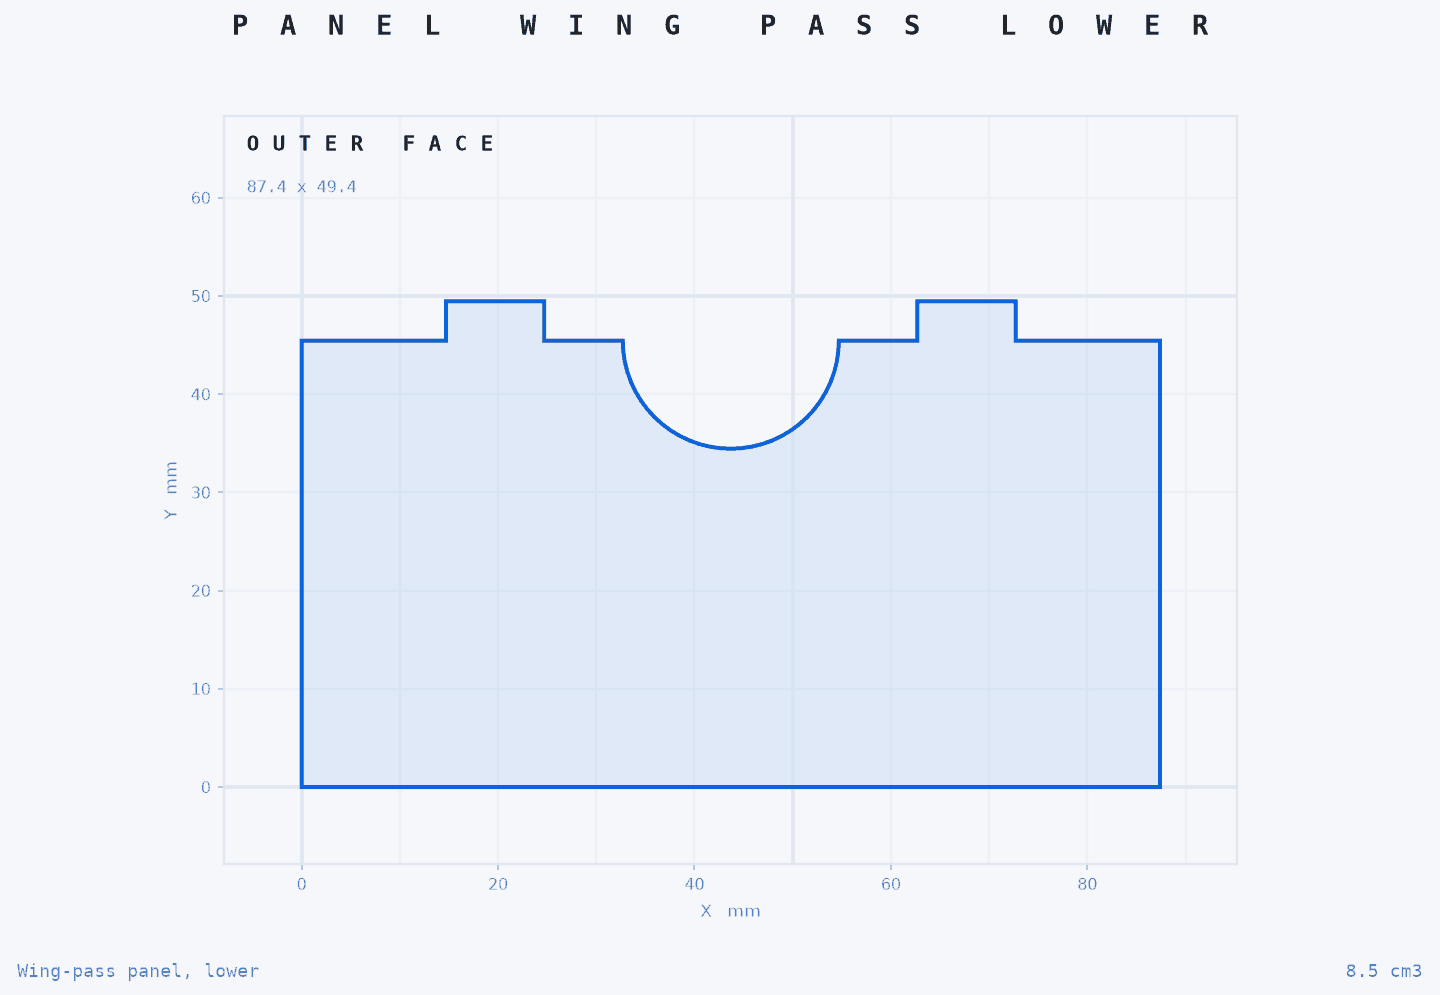 PANEL WING PASS LOWER
OUTER FACE
87.4 x 49.4
60
50
40
30
20
10
0
Y mm
0 20 40 60 80
X mm
Wing-pass panel, lower
8.5 cm3